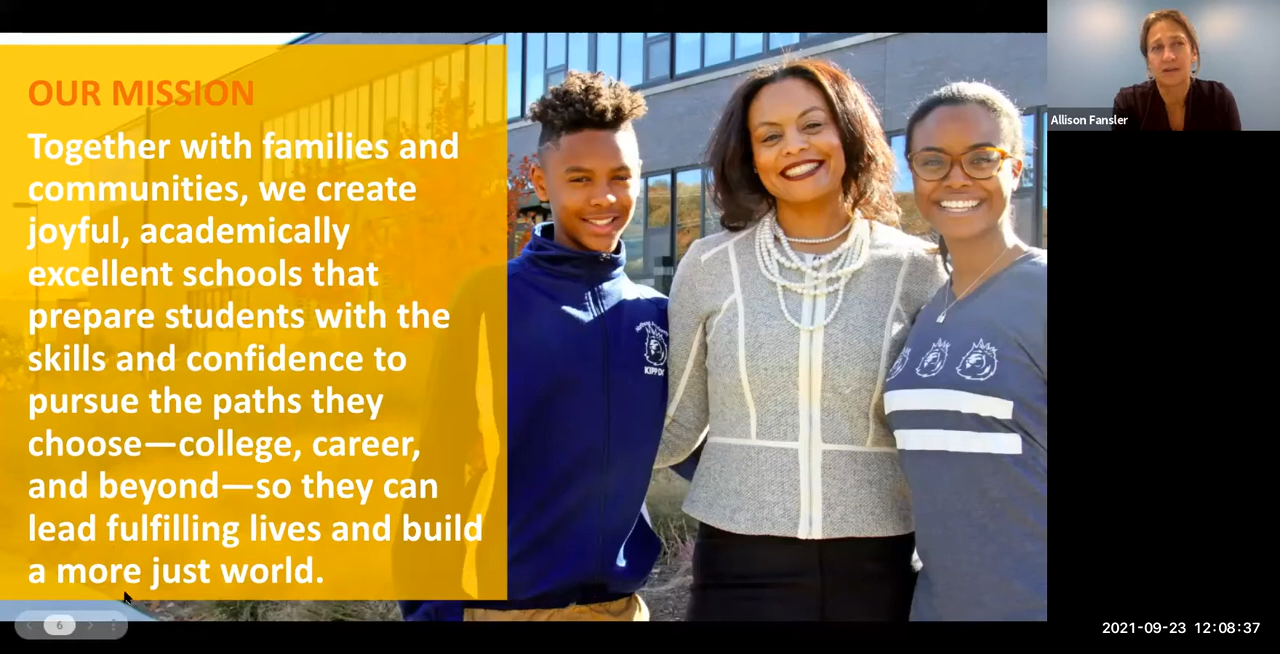 OUR MISSION
Together with families and
communities, we create
joyful, academically
excellent schools that
prepare students with the
skills and confidence to
pursue the paths they
choose—college, career,
and beyond—so they can
lead fulfilling lives and build
a more just world.
KIPP DC
Allison Fansler
6
2021-09-23 12:08:37